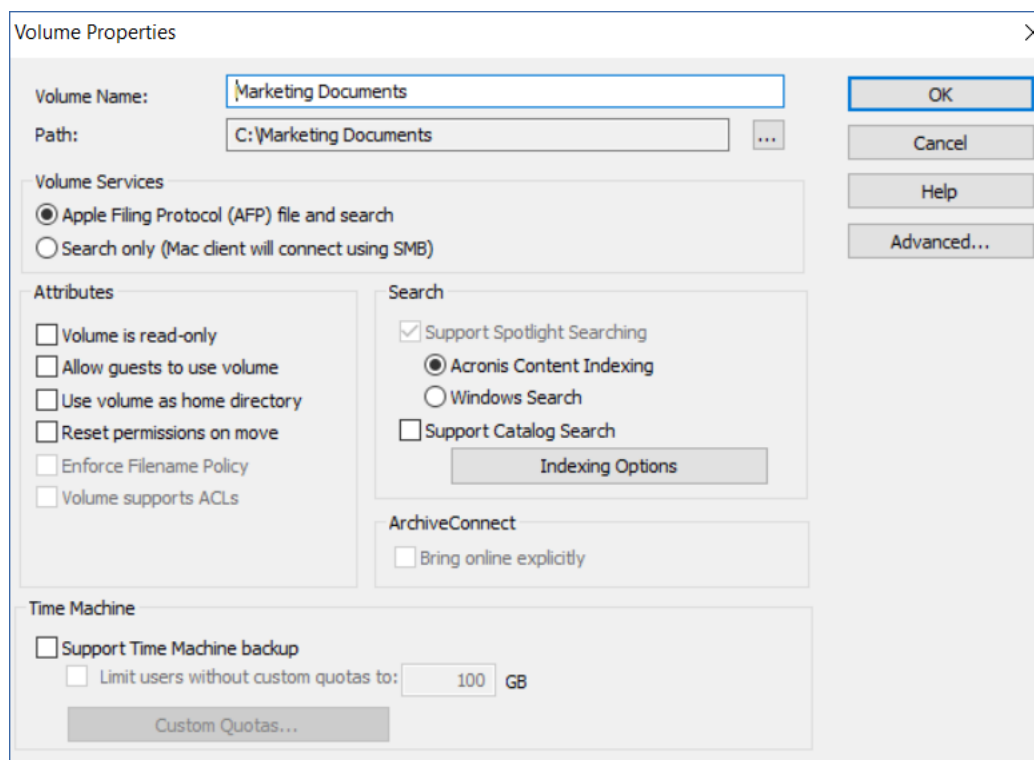 Volume Properties
Volume Name:
Marketing Documents
Path:
C:\Marketing Documents
...
OK
Cancel
Help
Advanced...
Volume Services
Apple Filing Protocol (AFP) file and search
Search only (Mac client will connect using SMB)
Attributes
Volume is read-only
Allow guests to use volume
Use volume as home directory
Reset permissions on move
Enforce Filename Policy
Volume supports ACLs
Search
Support Spotlight Searching
Acronis Content Indexing
Windows Search
Support Catalog Search
Indexing Options
ArchiveConnect
Bring online explicitly
Time Machine
Support Time Machine backup
Limit users without custom quotas to: 100 GB
Custom Quotas...